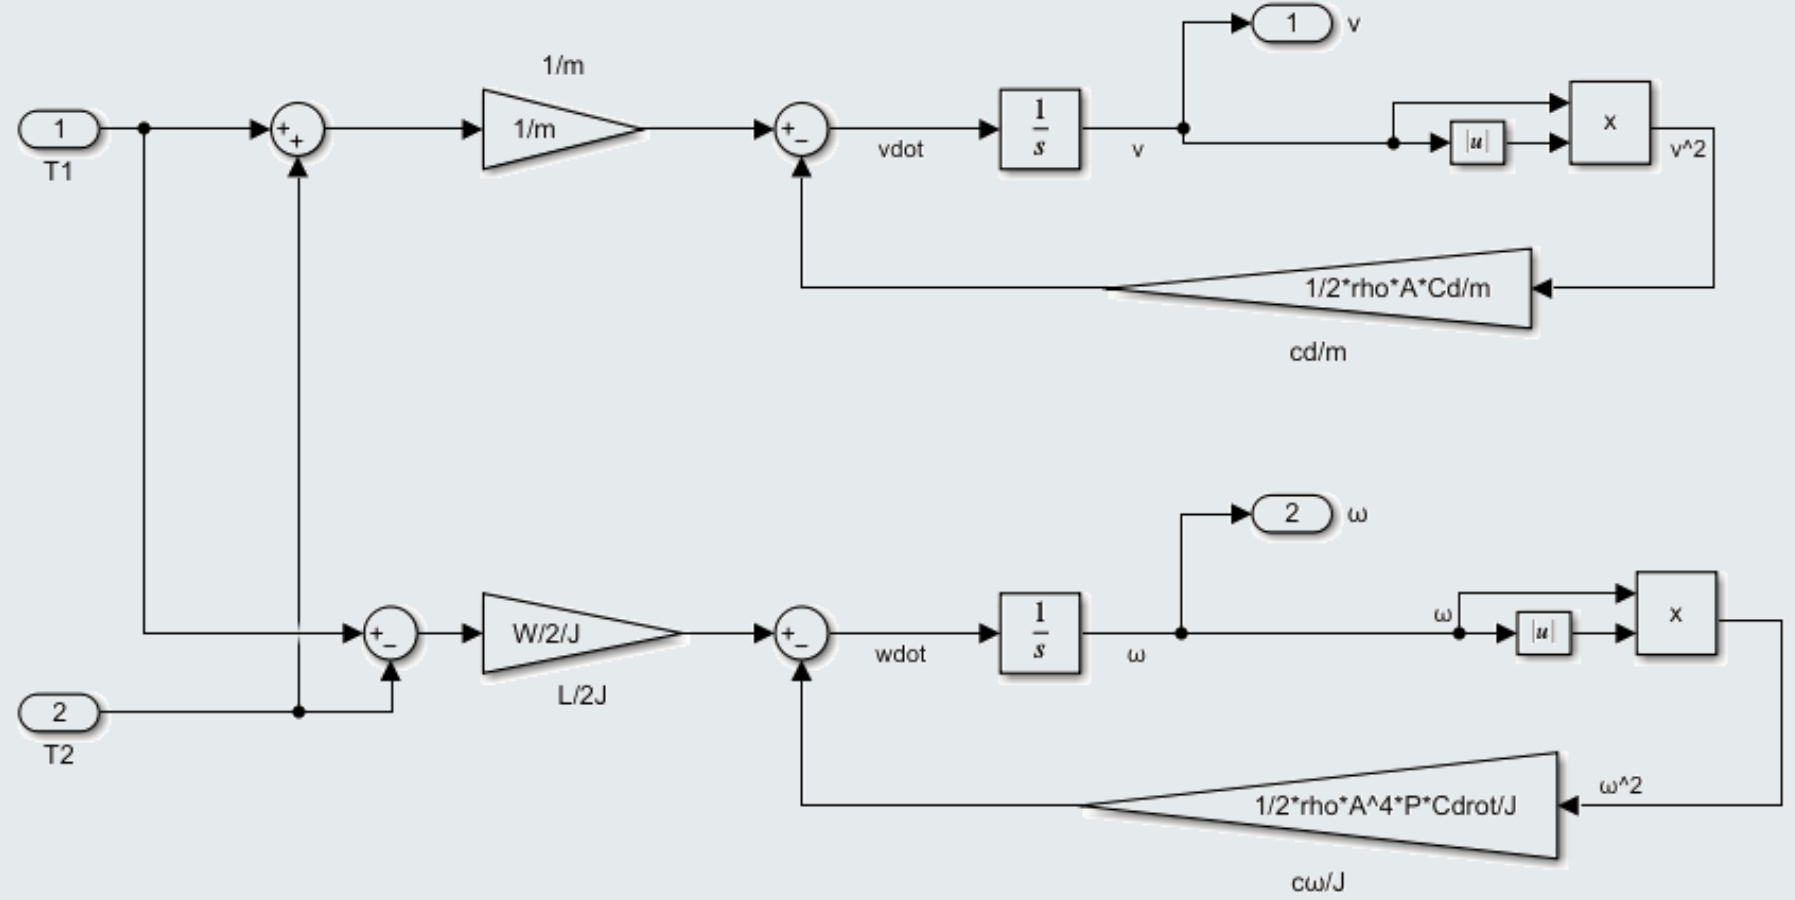 1
v
1/m
1
T1
+
+
1/m
+
−
vdot
1
s
v
|u|
x
v^2
1/2*rho*A*Cd/m
cd/m
2
ω
+
−
W/2/J
L/2J
+
−
wdot
1
s
ω
ω
|u|
x
2
T2
1/2*rho*A^4*P*Cdrot/J
ω^2
cω/J